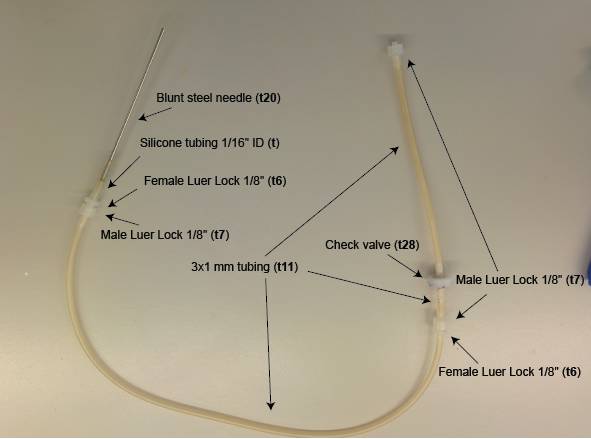 Blunt steel needle (t20)
Silicone tubing 1/16" ID (t)
Female Luer Lock 1/8" (t6)
Male Luer Lock 1/8" (t7)
Check valve (t28)
3x1 mm tubing (t11)
Male Luer Lock 1/8" (t7)
Female Luer Lock 1/8" (t6)